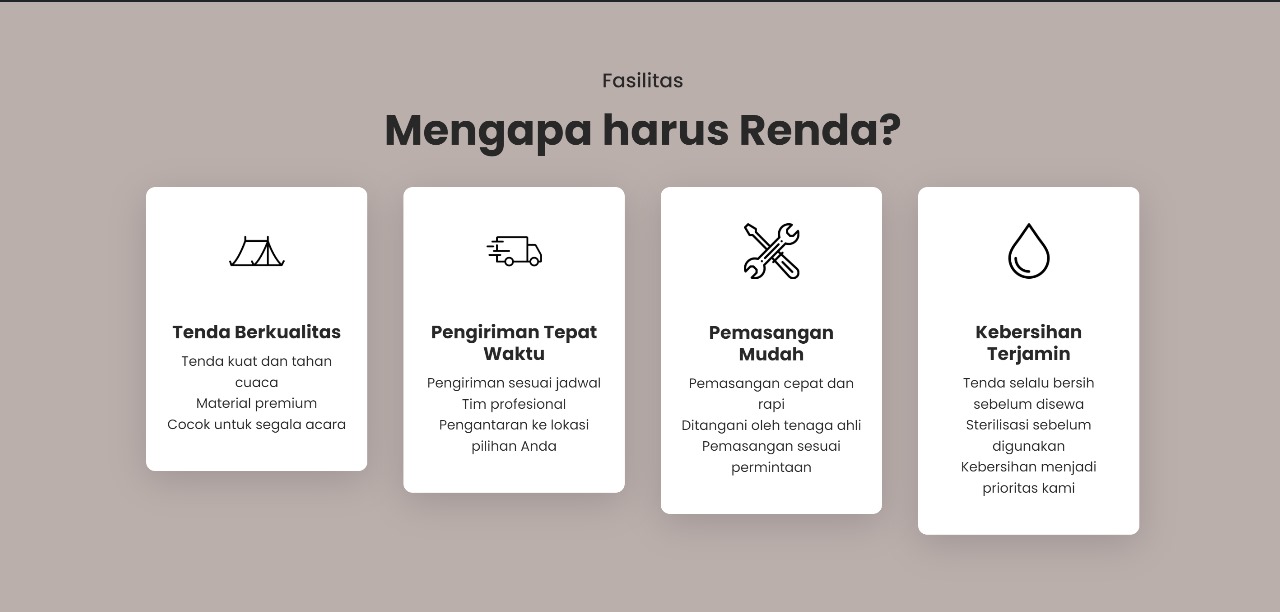 Fasilitas
Mengapa harus Renda?
Tenda Berkualitas
Tenda kuat dan tahan
cuaca
Material premium
Cocok untuk segala acara
Pengiriman Tepat
Waktu
Pengiriman sesuai jadwal
Tim profesional
Pengantaran ke lokasi
pilihan Anda
Pemasangan
Mudah
Pemasangan cepat dan
rapi
Ditangani oleh tenaga ahli
Pemasangan sesuai
permintaan
Kebersihan
Terjamin
Tenda selalu bersih
sebelum disewa
Sterilisasi sebelum
digunakan
Kebersihan menjadi
prioritas kami